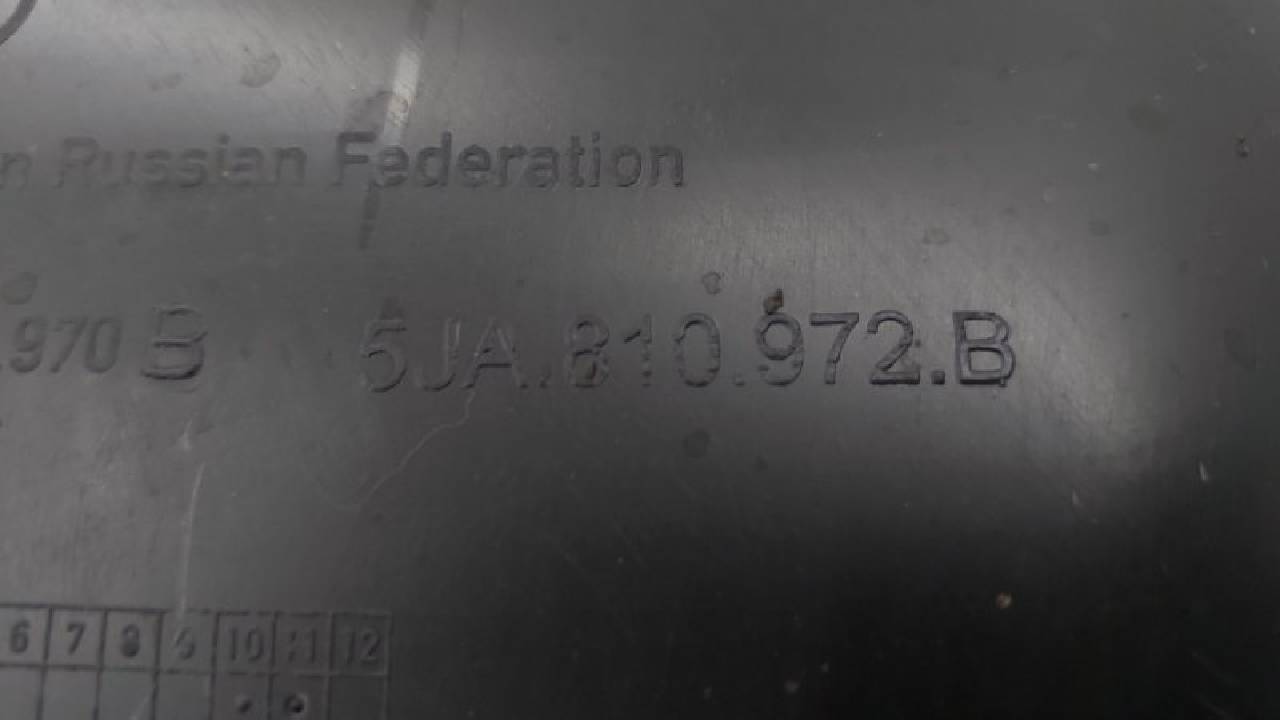 n Russian Federation
.970 B 5JA.810.972.B
6 7 8 9 10 11 12